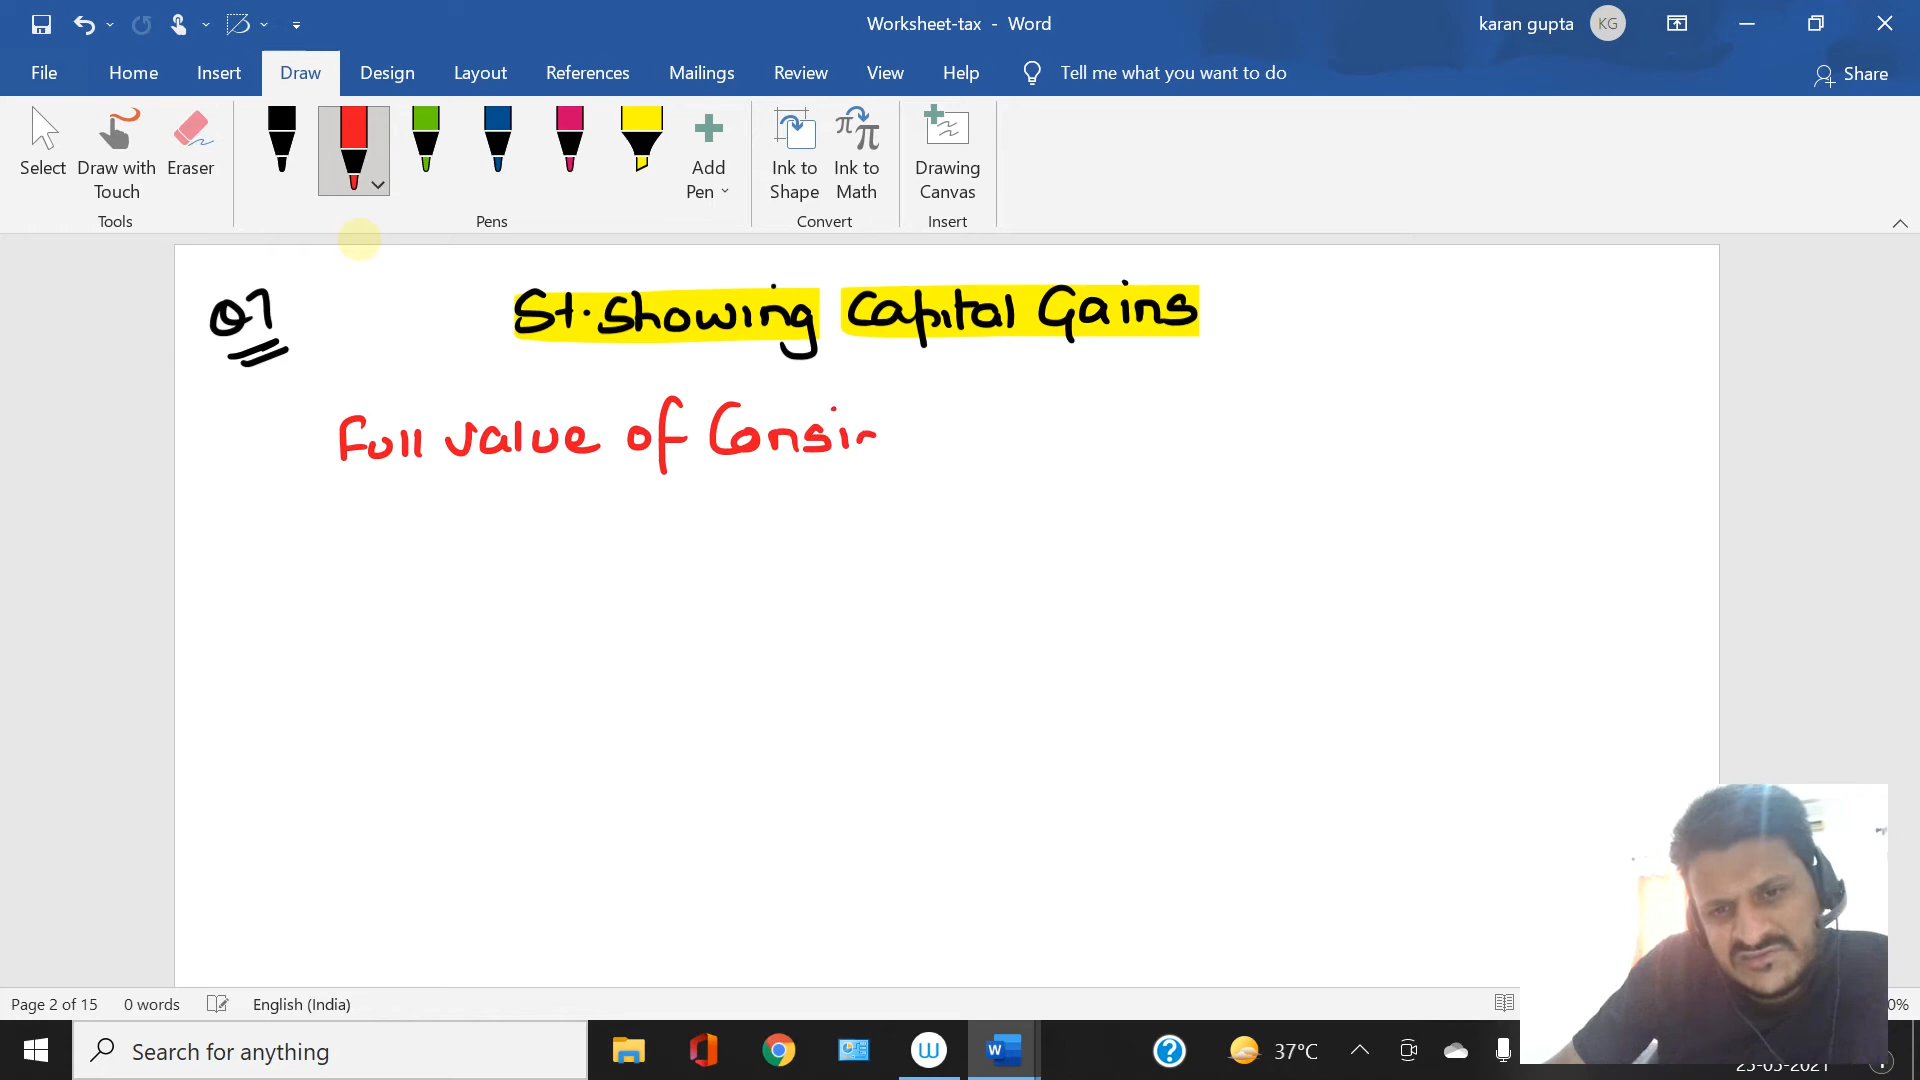 Worksheet-tax - Word
karan gupta KG
File Home Insert Draw Design Layout References Mailings Review View Help Tell me what you want to do Share
Select Draw with Touch Eraser Add Pen Ink to Shape Ink to Math Drawing Canvas
Tools Pens Convert Insert
Q7 St. Showing Capital Gains
Full value of Consi
Page 2 of 15 0 words English (India) 0%
Search for anything W 37°C